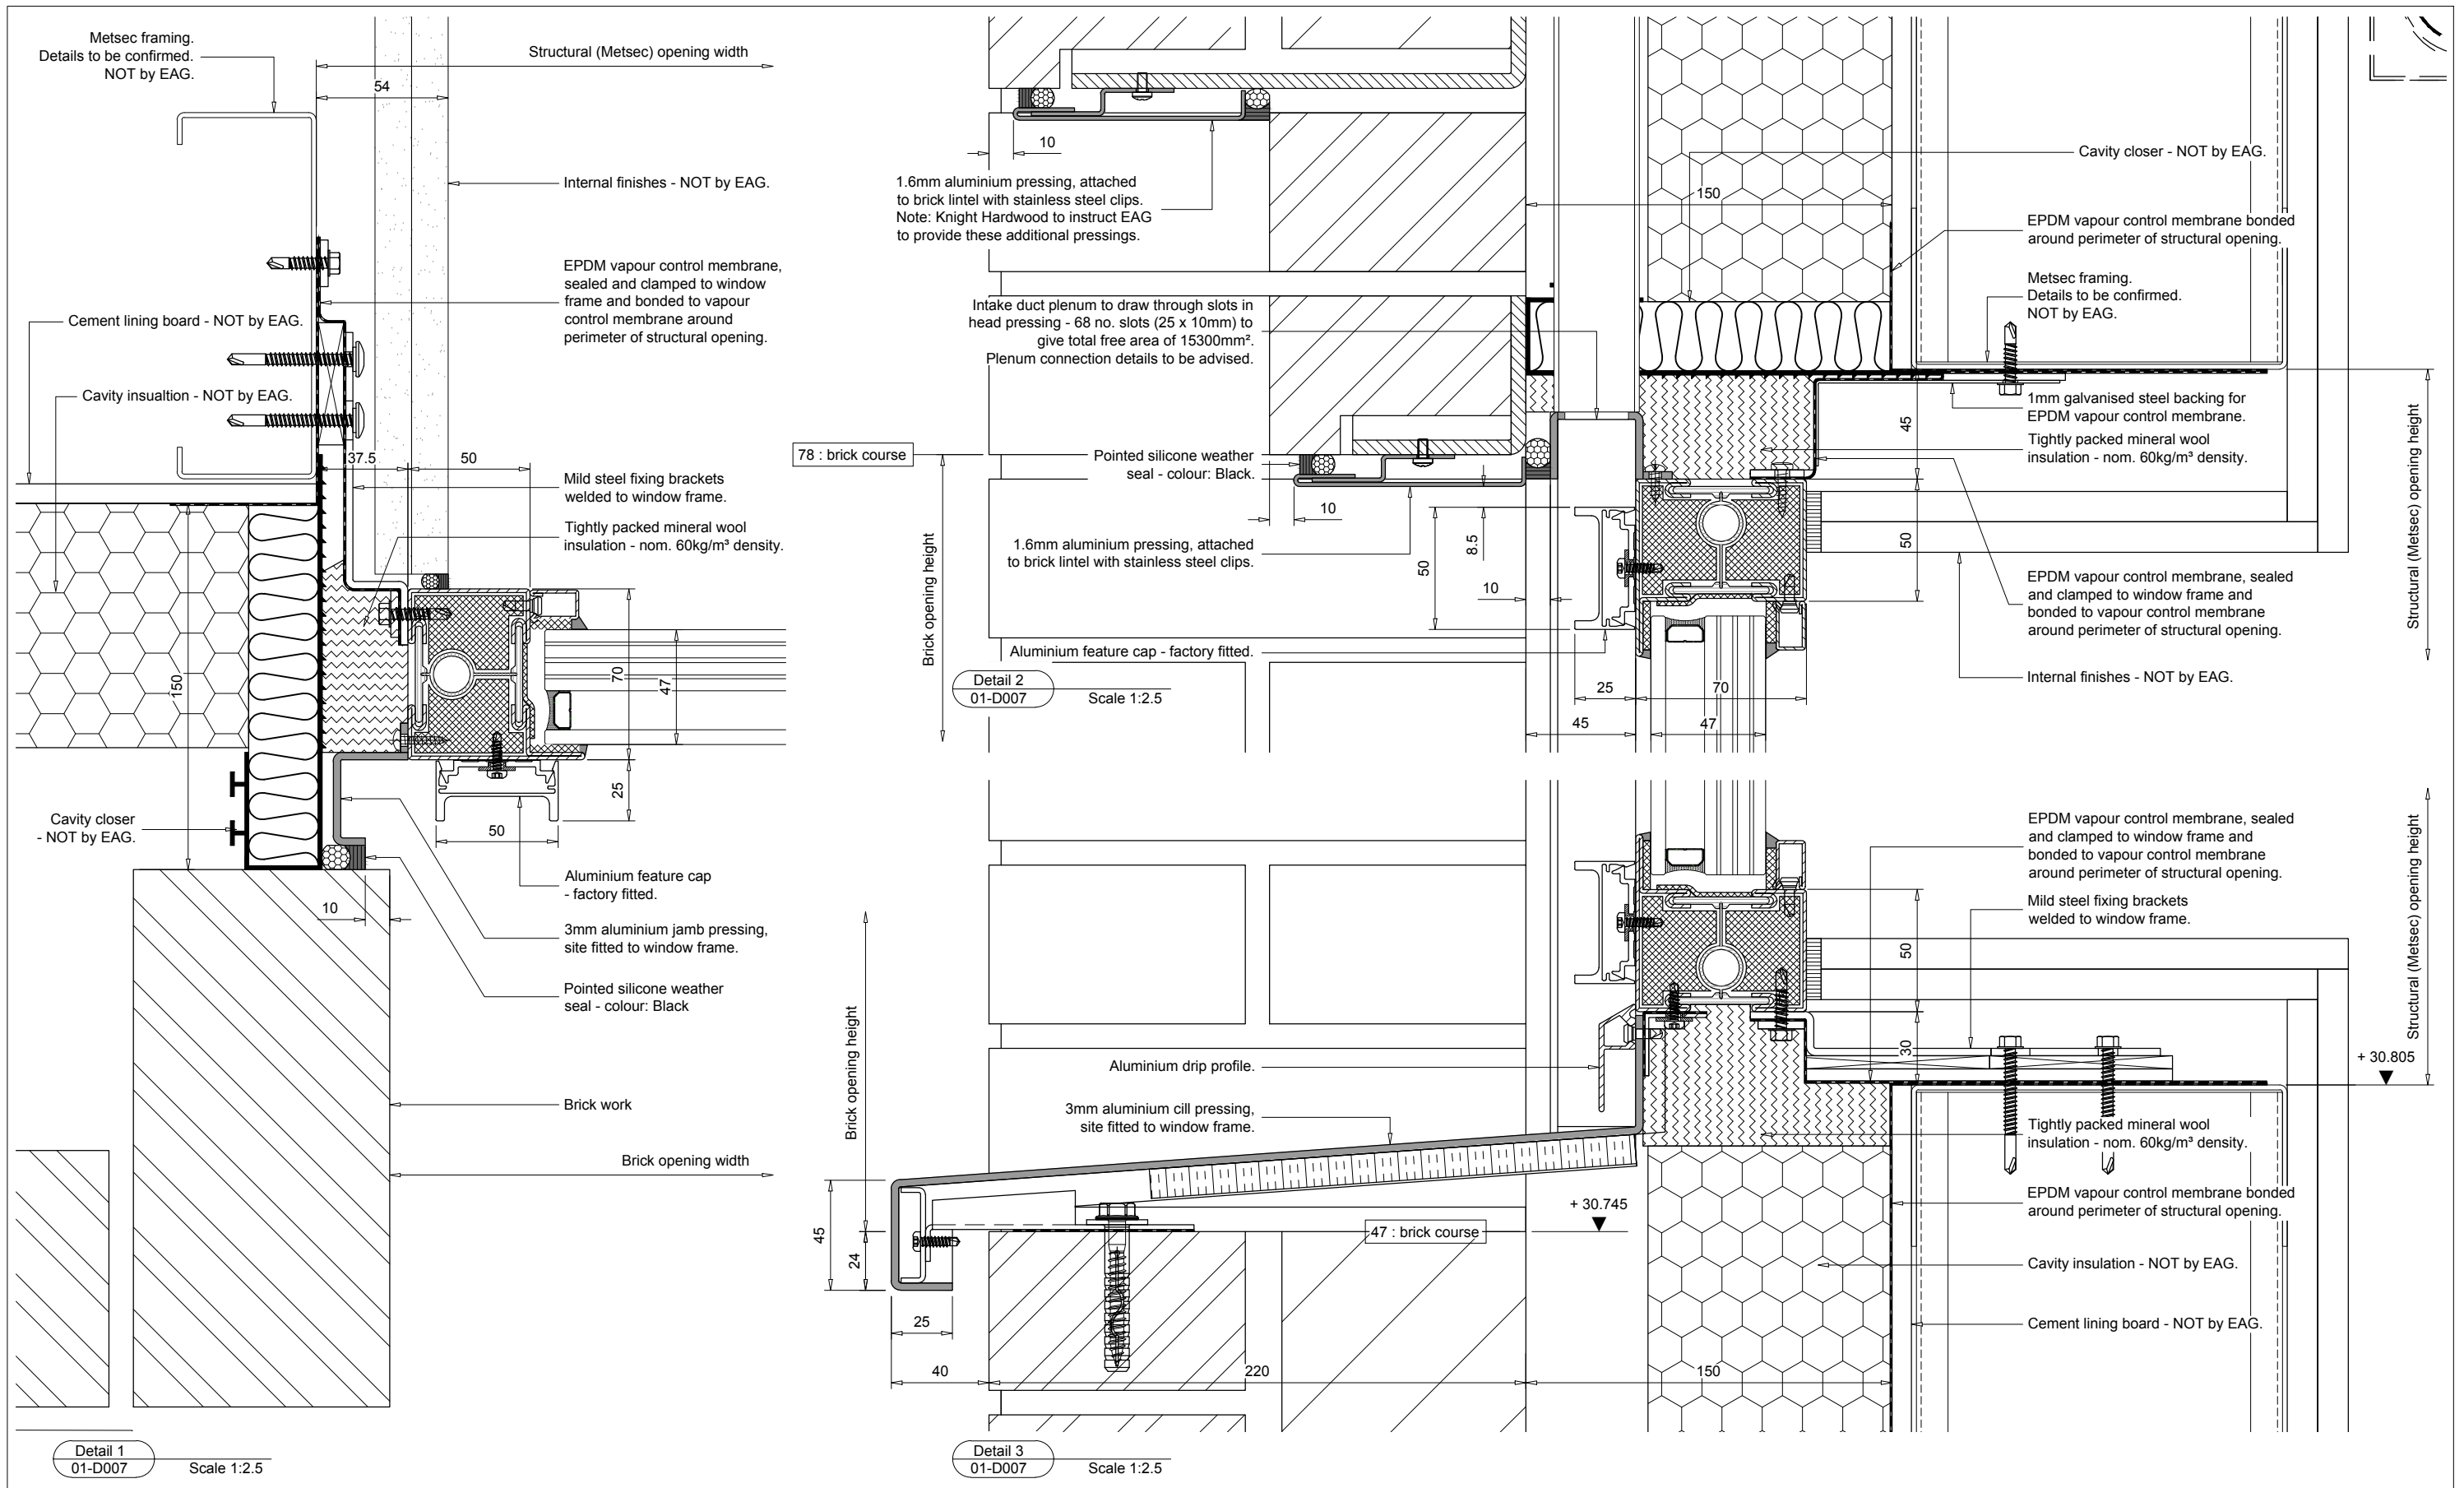 Metsec framing.
Details to be confirmed.
NOT by EAG.
Structural (Metsec) opening width
54
Internal finishes - NOT by EAG.
EPDM vapour control membrane,
sealed and clamped to window
frame and bonded to vapour
control membrane around
perimeter of structural opening.
Cement lining board - NOT by EAG.
Cavity insualtion - NOT by EAG.
37.5
50
Mild steel fixing brackets
welded to window frame.
Tightly packed mineral wool
insulation - nom. 60kg/m³ density.
150
70
47
25
50
Cavity closer
- NOT by EAG.
Aluminium feature cap
- factory fitted.
10
3mm aluminium jamb pressing,
site fitted to window frame.
Pointed silicone weather
seal - colour: Black
Brick work
Brick opening width
Detail 1
01-D007
Scale 1:2.5
10
1.6mm aluminium pressing, attached
to brick lintel with stainless steel clips.
Note: Knight Hardwood to instruct EAG
to provide these additional pressings.
Intake duct plenum to draw through slots in
head pressing - 68 no. slots (25 x 10mm) to
give total free area of 15300mm².
Plenum connection details to be advised.
78 : brick course
Pointed silicone weather
seal - colour: Black.
10
1.6mm aluminium pressing, attached
to brick lintel with stainless steel clips.
Brick opening height
50
8.5
10
Aluminium feature cap - factory fitted.
Detail 2
01-D007
Scale 1:2.5
25
70
45
47
150
Cavity closer - NOT by EAG.
EPDM vapour control membrane bonded
around perimeter of structural opening.
Metsec framing.
Details to be confirmed.
NOT by EAG.
1mm galvanised steel backing for
EPDM vapour control membrane.
Tightly packed mineral wool
insulation - nom. 60kg/m³ density.
45
50
Structural (Metsec) opening height
EPDM vapour control membrane, sealed
and clamped to window frame and
bonded to vapour control membrane
around perimeter of structural opening.
Internal finishes - NOT by EAG.
EPDM vapour control membrane, sealed
and clamped to window frame and
bonded to vapour control membrane
around perimeter of structural opening.
Mild steel fixing brackets
welded to window frame.
50
30
Structural (Metsec) opening height
+ 30.805
Brick opening height
Aluminium drip profile.
3mm aluminium cill pressing,
site fitted to window frame.
Tightly packed mineral wool
insulation - nom. 60kg/m³ density.
EPDM vapour control membrane bonded
around perimeter of structural opening.
+ 30.745
47 : brick course
45
24
Cavity insulation - NOT by EAG.
Cement lining board - NOT by EAG.
25
40
220
150
Detail 3
01-D007
Scale 1:2.5